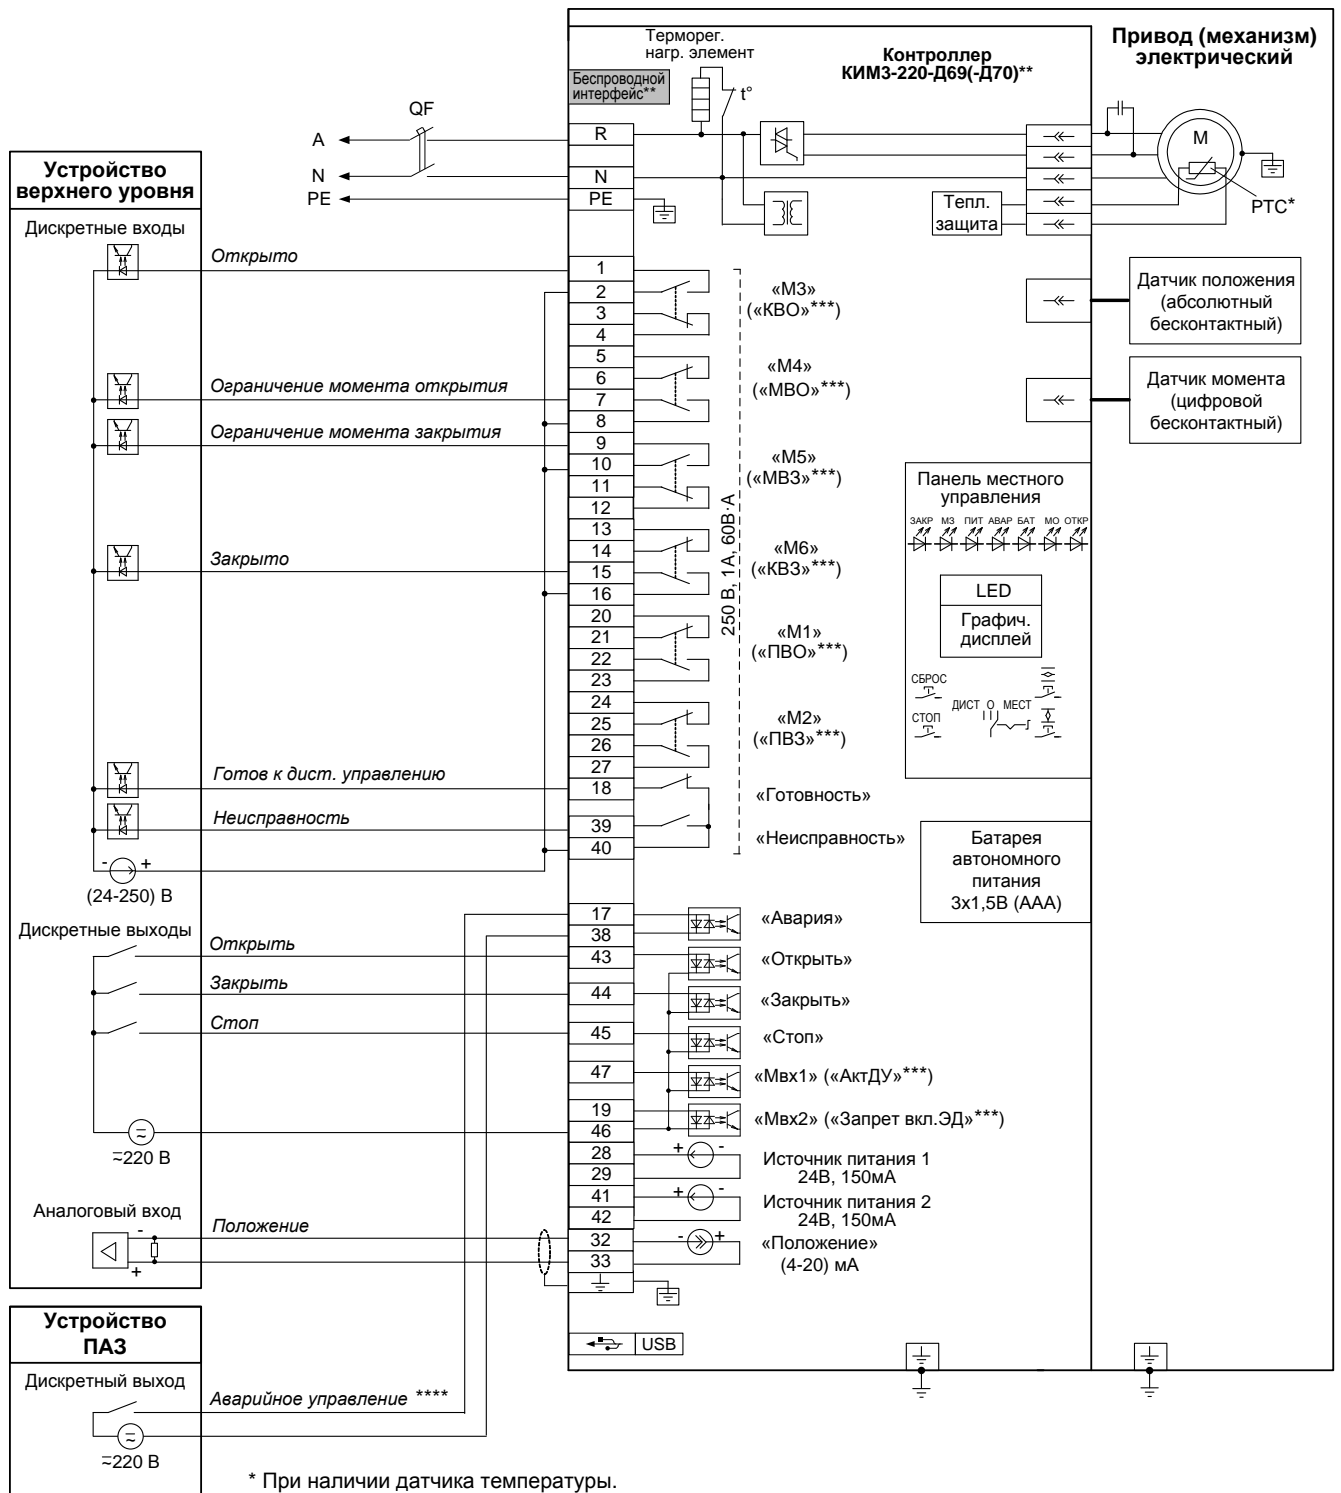 Привод (механизм)
электрический
Терморег.
нагр. элемент
Контроллер
КИМ3-220-Д69(-Д70)**
Беспроводной
интерфейс**
t°
QF
A
R
M
N
N
PE
PE
Тепл.
защита
PTC*
Устройство
верхнего уровня
Дискретные входы
Открыто
1
2
3
4
«М3»
(«КВО»***)
Датчик положения
(абсолютный
бесконтактный)
5
6
7
8
«М4»
(«МВО»***)
Ограничение момента открытия
Датчик момента
(цифровой
бесконтактный)
Ограничение момента закрытия
9
10
11
12
«М5»
(«МВЗ»***)
250 В, 1А, 60В·А
Закрыто
13
14
15
16
«М6»
(«КВЗ»***)
20
21
22
23
«М1»
(«ПВО»***)
24
25
26
27
«М2»
(«ПВЗ»***)
Панель местного
управления
ЗАКР МЗ ПИТ АВАР БАТ МО ОТКР
LED
Графич.
дисплей
СБРОС
ДИСТ О МЕСТ
СТОП
Готов к дист. управлению
18
«Готовность»
Неисправность
39
40
«Неисправность»
- +
(24-250) В
Батарея
автономного
питания
3х1,5В (ААА)
Дискретные выходы
17
38
«Авария»
Открыть
43
«Открыть»
Закрыть
44
«Закрыть»
Стоп
45
«Стоп»
47
«Мвх1» («АктДУ»***)
19
46
«Мвх2» («Запрет вкл.ЭД»***)
≂220 В
28
29
+ -
Источник питания 1
24В, 150мА
41
42
+ -
Источник питания 2
24В, 150мА
Аналоговый вход
-
+
Положение
32
33
- +
«Положение»
(4-20) мА
USB
Устройство
ПАЗ
Дискретный выход
Аварийное управление ****
≂220 В
* При наличии датчика температуры.